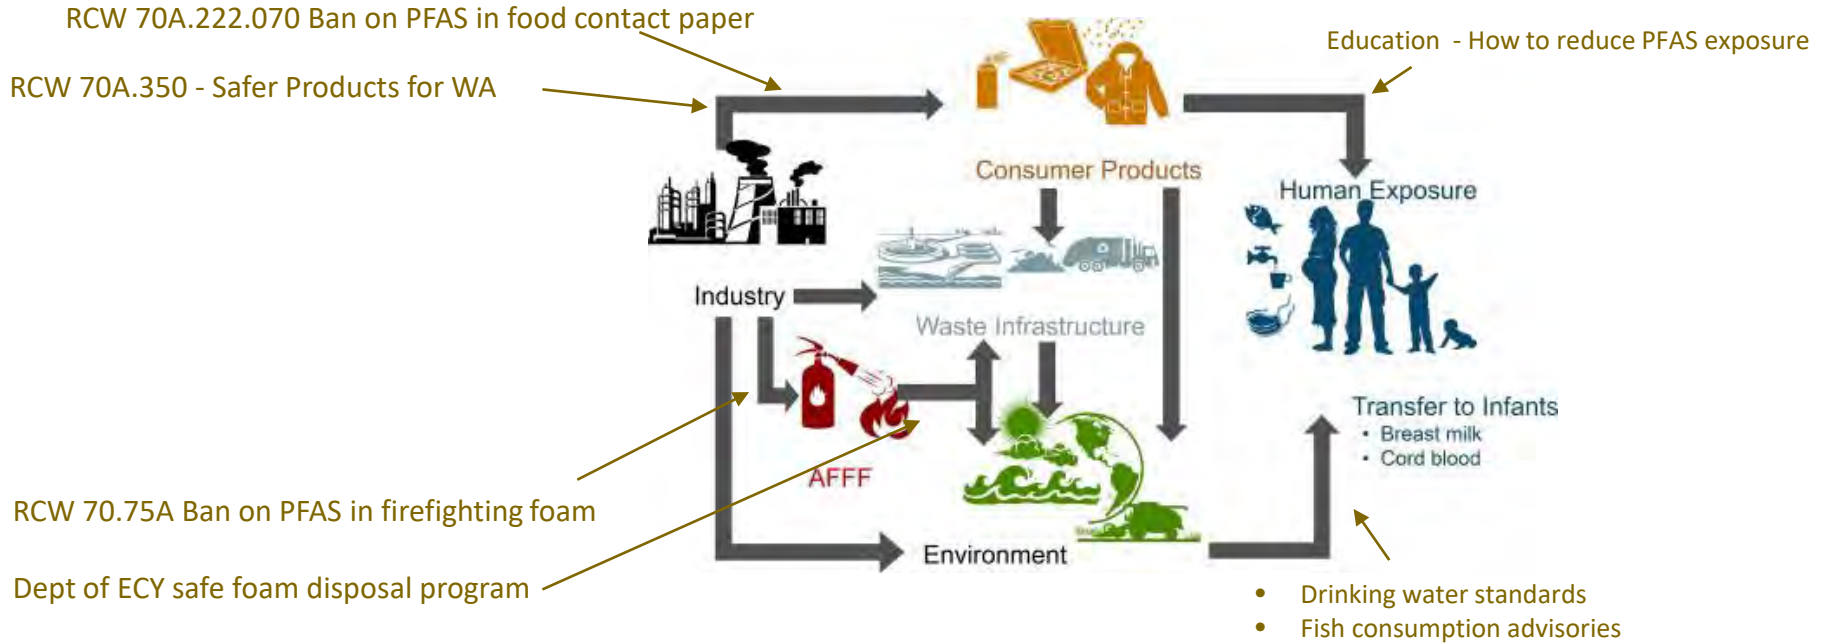 RCW 70A.222.070 Ban on PFAS in food contact paper
Education - How to reduce PFAS exposure
RCW 70A.350 - Safer Products for WA
Consumer Products
Human Exposure
Industry
Waste Infrastructure
Transfer to Infants
• Breast milk
• Cord blood
AFFF
RCW 70.75A Ban on PFAS in firefighting foam
Environment
Dept of ECY safe foam disposal program
• Drinking water standards
• Fish consumption advisories